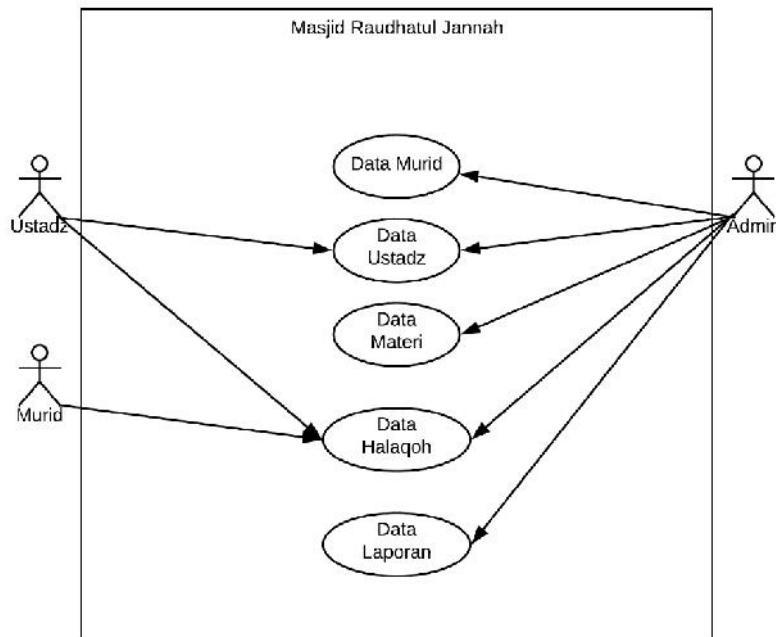 Masjid Raudhatul Jannah
Data Murid
Ustadz
Admin
Data
Ustadz
Data
Materi
Murid
Data
Halaqoh
Data
Laporan